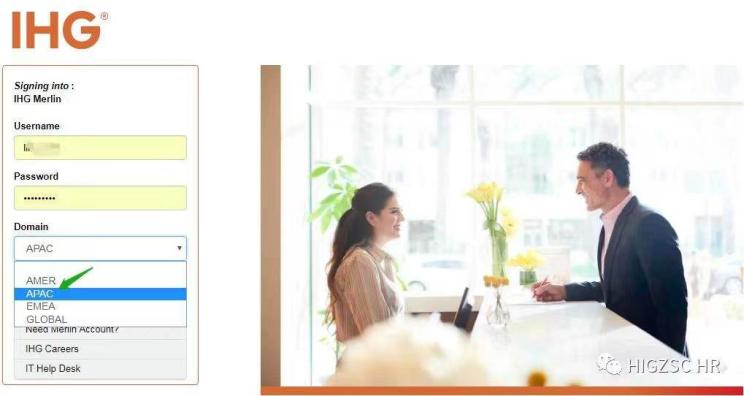 IHG®
Signing into :
IHG Merlin
Username
Password
•••••••••
Domain
APAC
AMER
APAC
EMEA
GLOBAL
Need Merlin Account?
IHG Careers
IT Help Desk
HIGZSC HR